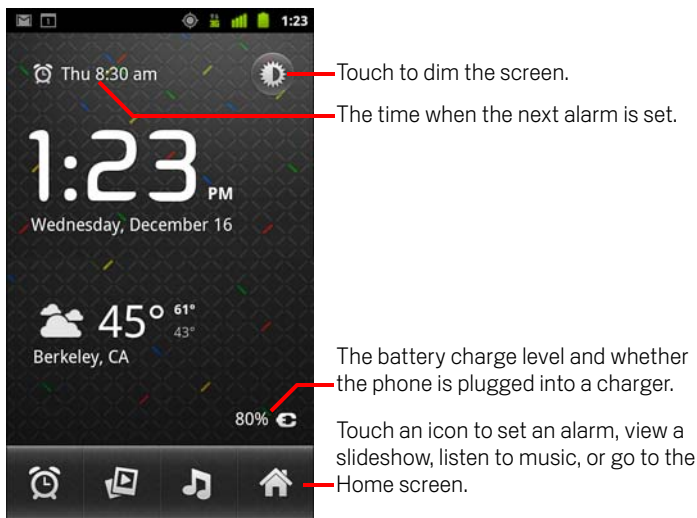 1 3G 1:23
Thu 8:30 am
Touch to dim the screen.
The time when the next alarm is set.
1:23 PM
Wednesday, December 16
45° 61°
43°
Berkeley, CA
The battery charge level and whether
the phone is plugged into a charger.
80%
Touch an icon to set an alarm, view a
slideshow, listen to music, or go to the
Home screen.